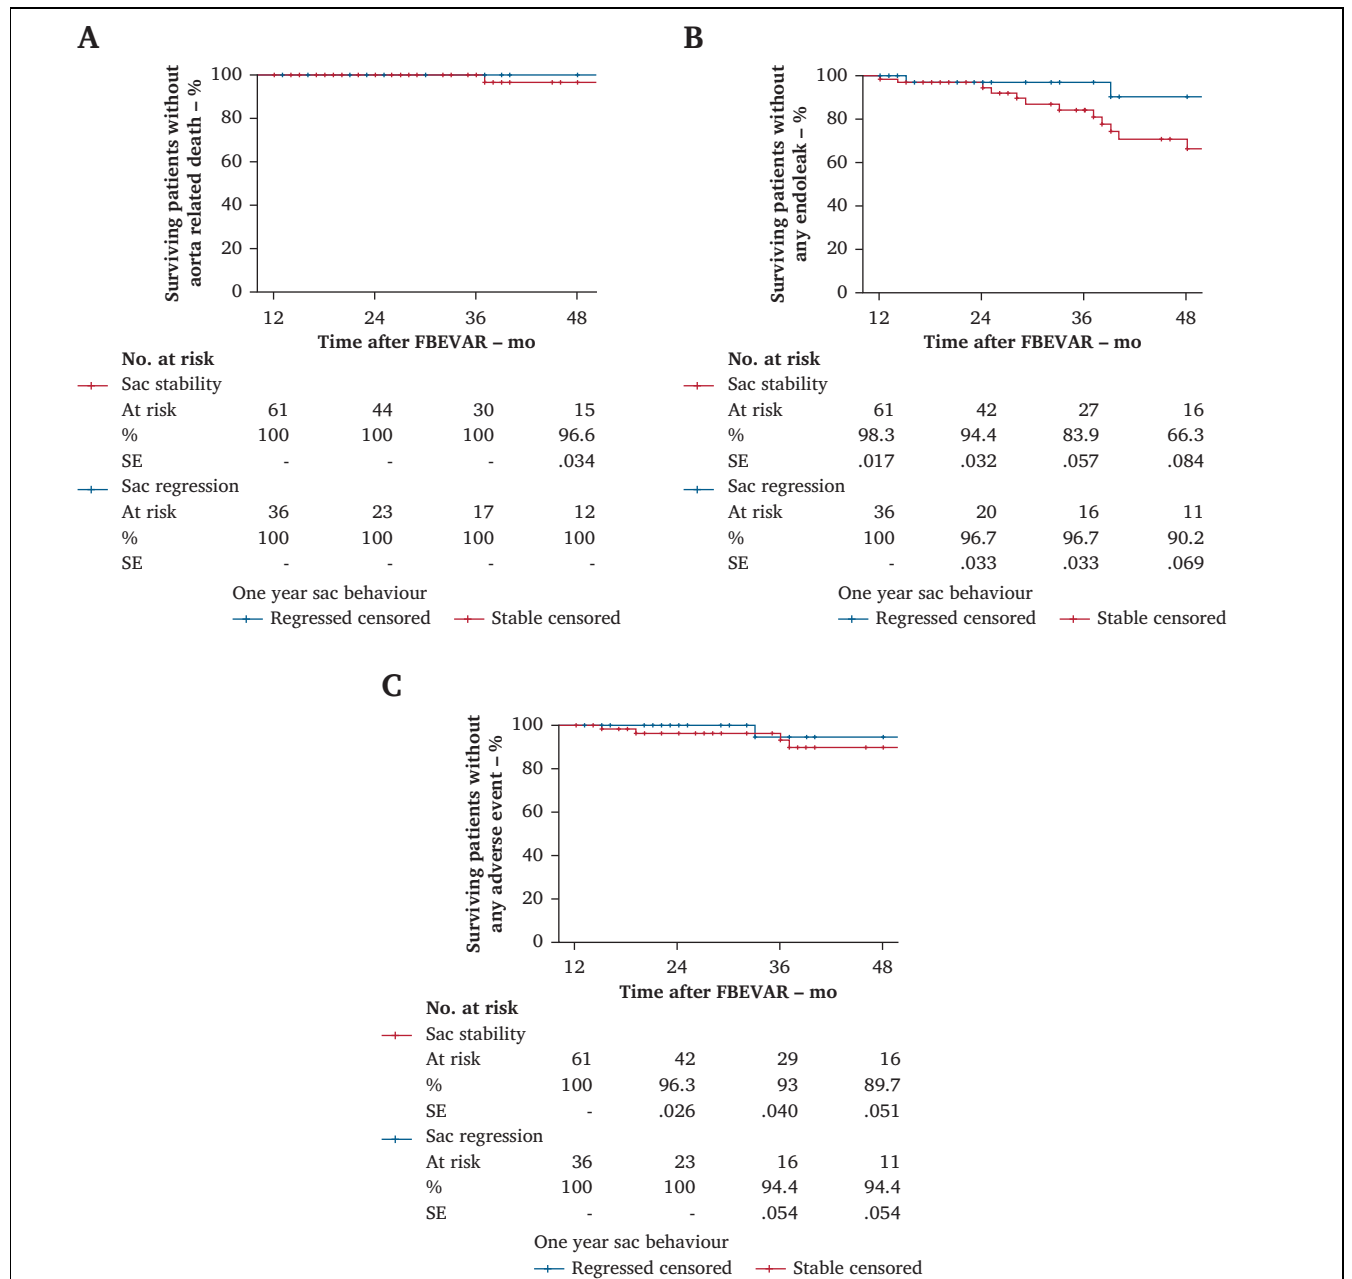 A
Surviving patients without
aorta related death – %
100
80
60
40
20
0
12 24 36 48
Time after FBEVAR – mo
No. at risk
Sac stability
At risk 61 44 30 15
% 100 100 100 96.6
SE - - - .034
Sac regression
At risk 36 23 17 12
% 100 100 100 100
SE - - - -
One year sac behaviour
Regressed censored Stable censored
B
Surviving patients without
any endoleak – %
100
80
60
40
20
0
12 24 36 48
Time after FBEVAR – mo
No. at risk
Sac stability
At risk 61 42 27 16
% 98.3 94.4 83.9 66.3
SE .017 .032 .057 .084
Sac regression
At risk 36 20 16 11
% 100 96.7 96.7 90.2
SE - .033 .033 .069
One year sac behaviour
Regressed censored Stable censored
C
Surviving patients without
any adverse event – %
100
80
60
40
20
0
12 24 36 48
Time after FBEVAR – mo
No. at risk
Sac stability
At risk 61 42 29 16
% 100 96.3 93 89.7
SE - .026 .040 .051
Sac regression
At risk 36 23 16 11
% 100 100 94.4 94.4
SE - - .054 .054
One year sac behaviour
Regressed censored Stable censored